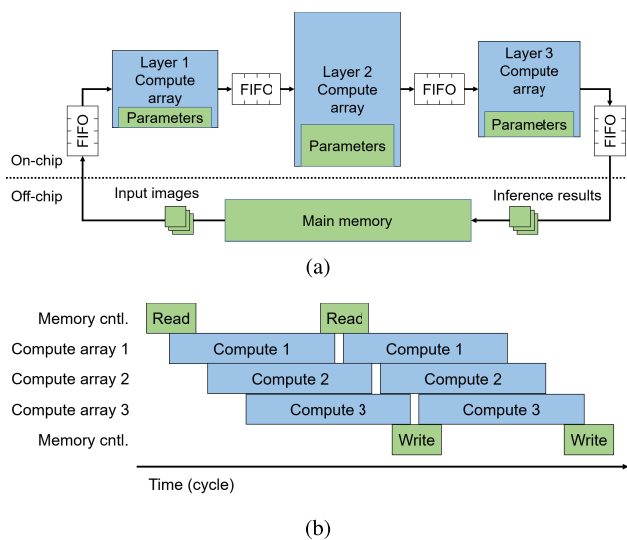 Layer 1
Compute
array
Parameters
FIFO
Layer 2
Compute
array
Parameters
FIFO
Layer 3
Compute
array
Parameters
FIFO
FIFO
On-chip
Off-chip
Input images
Main memory
Inference results
(a)
Memory cntl.
Read
Read
Compute array 1
Compute 1
Compute 1
Compute array 2
Compute 2
Compute 2
Compute array 3
Compute 3
Compute 3
Memory cntl.
Write
Write
Time (cycle)
(b)